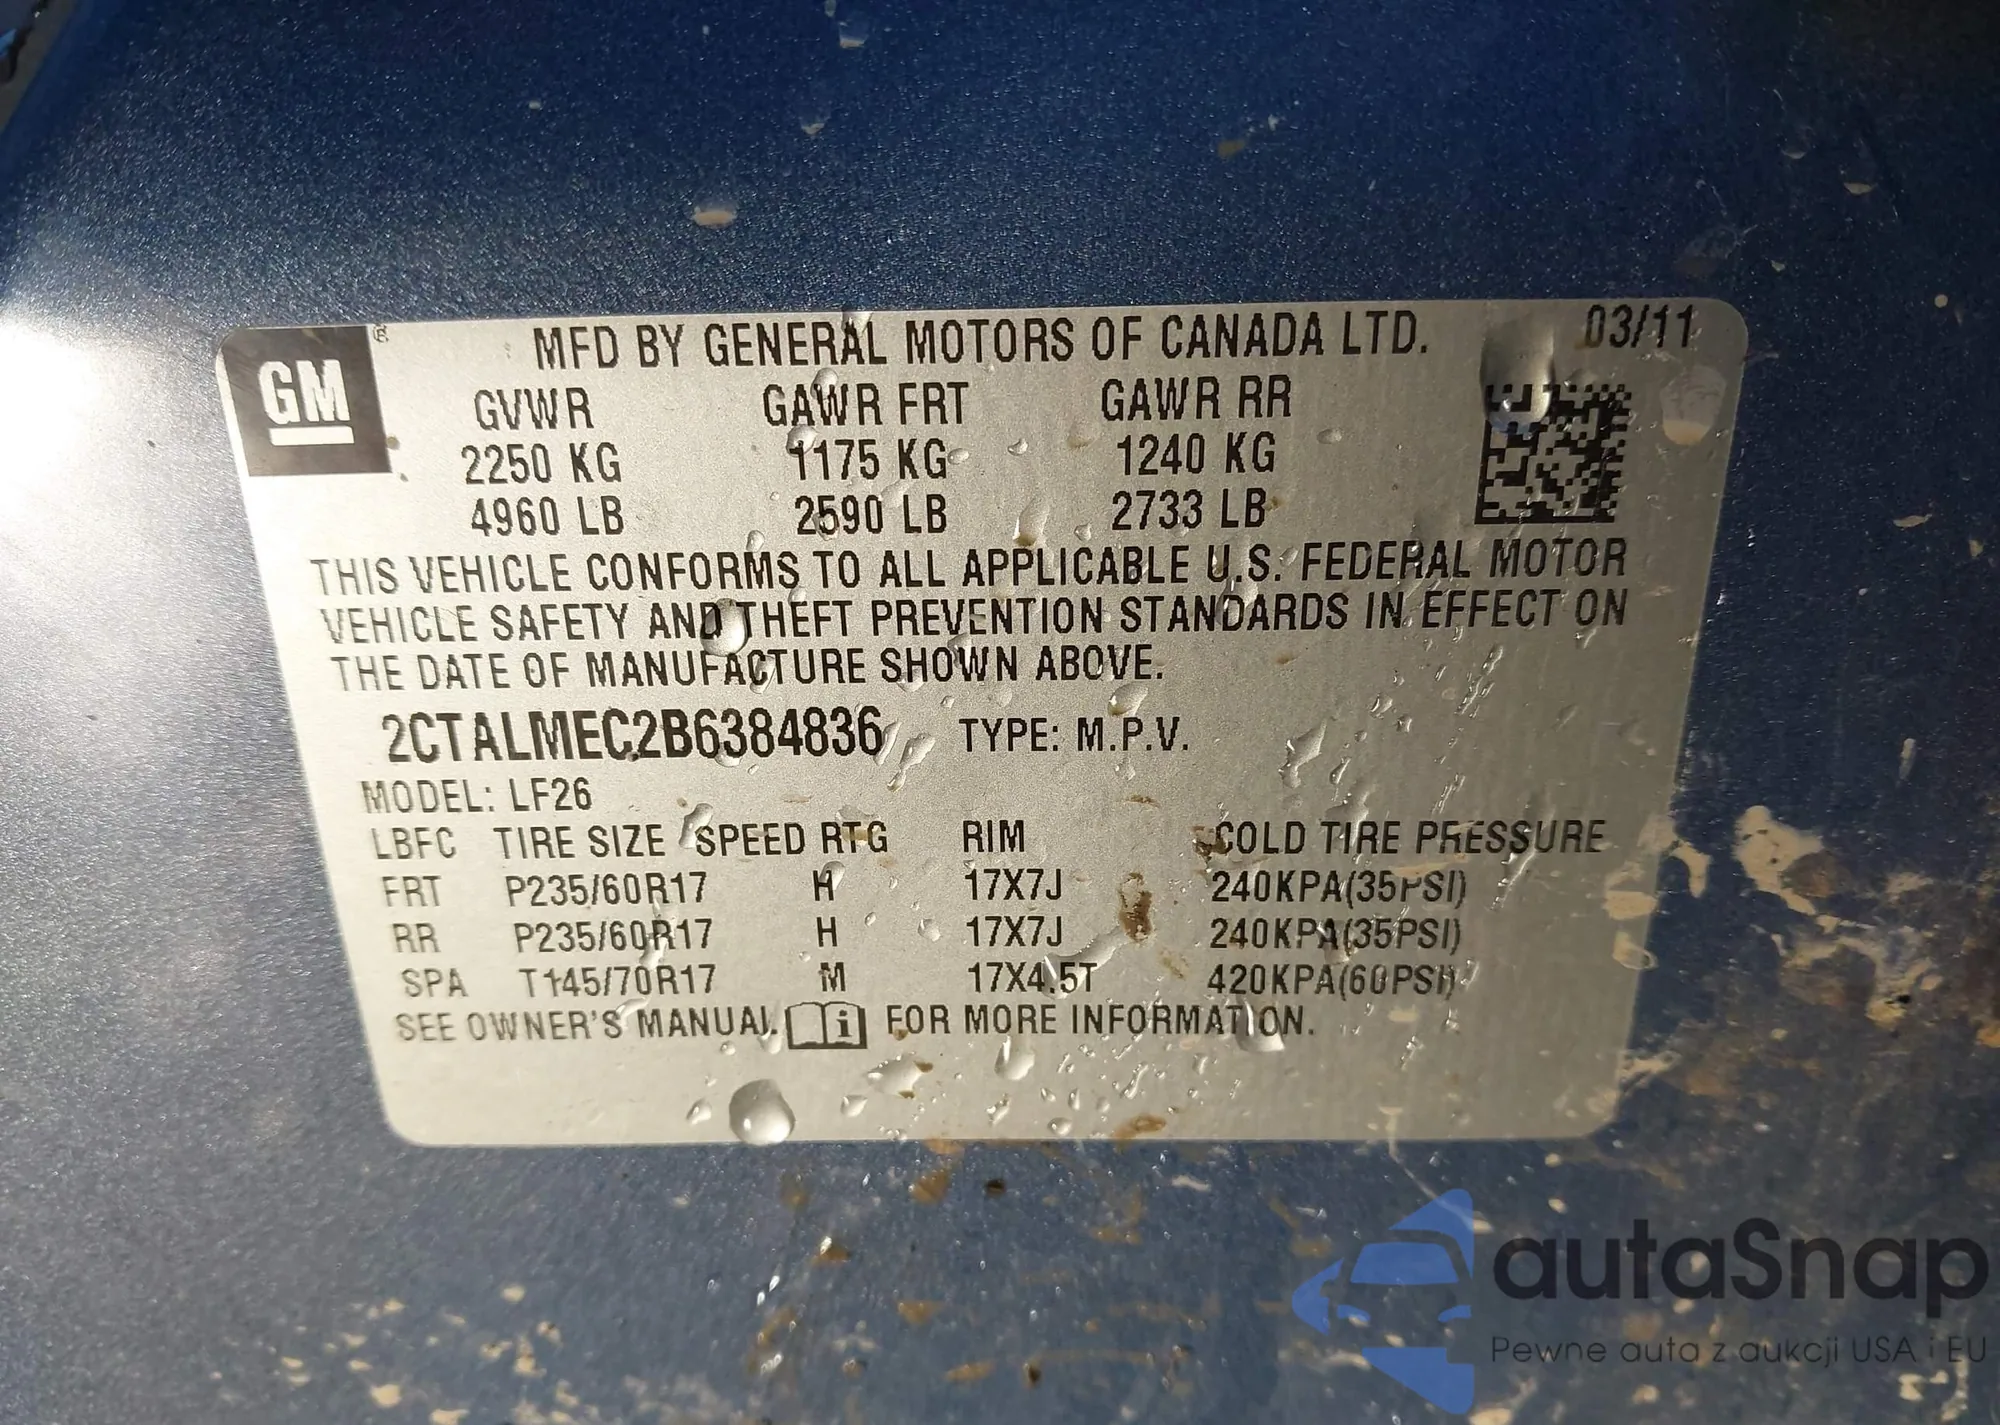 GM ®
MFD BY GENERAL MOTORS OF CANADA LTD. 03/11
GVWR GAWR FRT GAWR RR
2250 KG 1175 KG 1240 KG
4960 LB 2590 LB 2733 LB
THIS VEHICLE CONFORMS TO ALL APPLICABLE U.S. FEDERAL MOTOR
VEHICLE SAFETY AND THEFT PREVENTION STANDARDS IN EFFECT ON
THE DATE OF MANUFACTURE SHOWN ABOVE.
2CTALMEC2B6384836 TYPE: M.P.V.
MODEL: LF26
LBFC TIRE SIZE SPEED RTG RIM COLD TIRE PRESSURE
FRT P235/60R17 H 17X7J 240KPA(35PSI)
RR P235/60R17 H 17X7J 240KPA(35PSI)
SPA T145/70R17 M 17X4.5T 420KPA(60PSI)
SEE OWNER'S MANUAL i FOR MORE INFORMATION.
autaSnap
Pewne auta z aukcji USA i EU